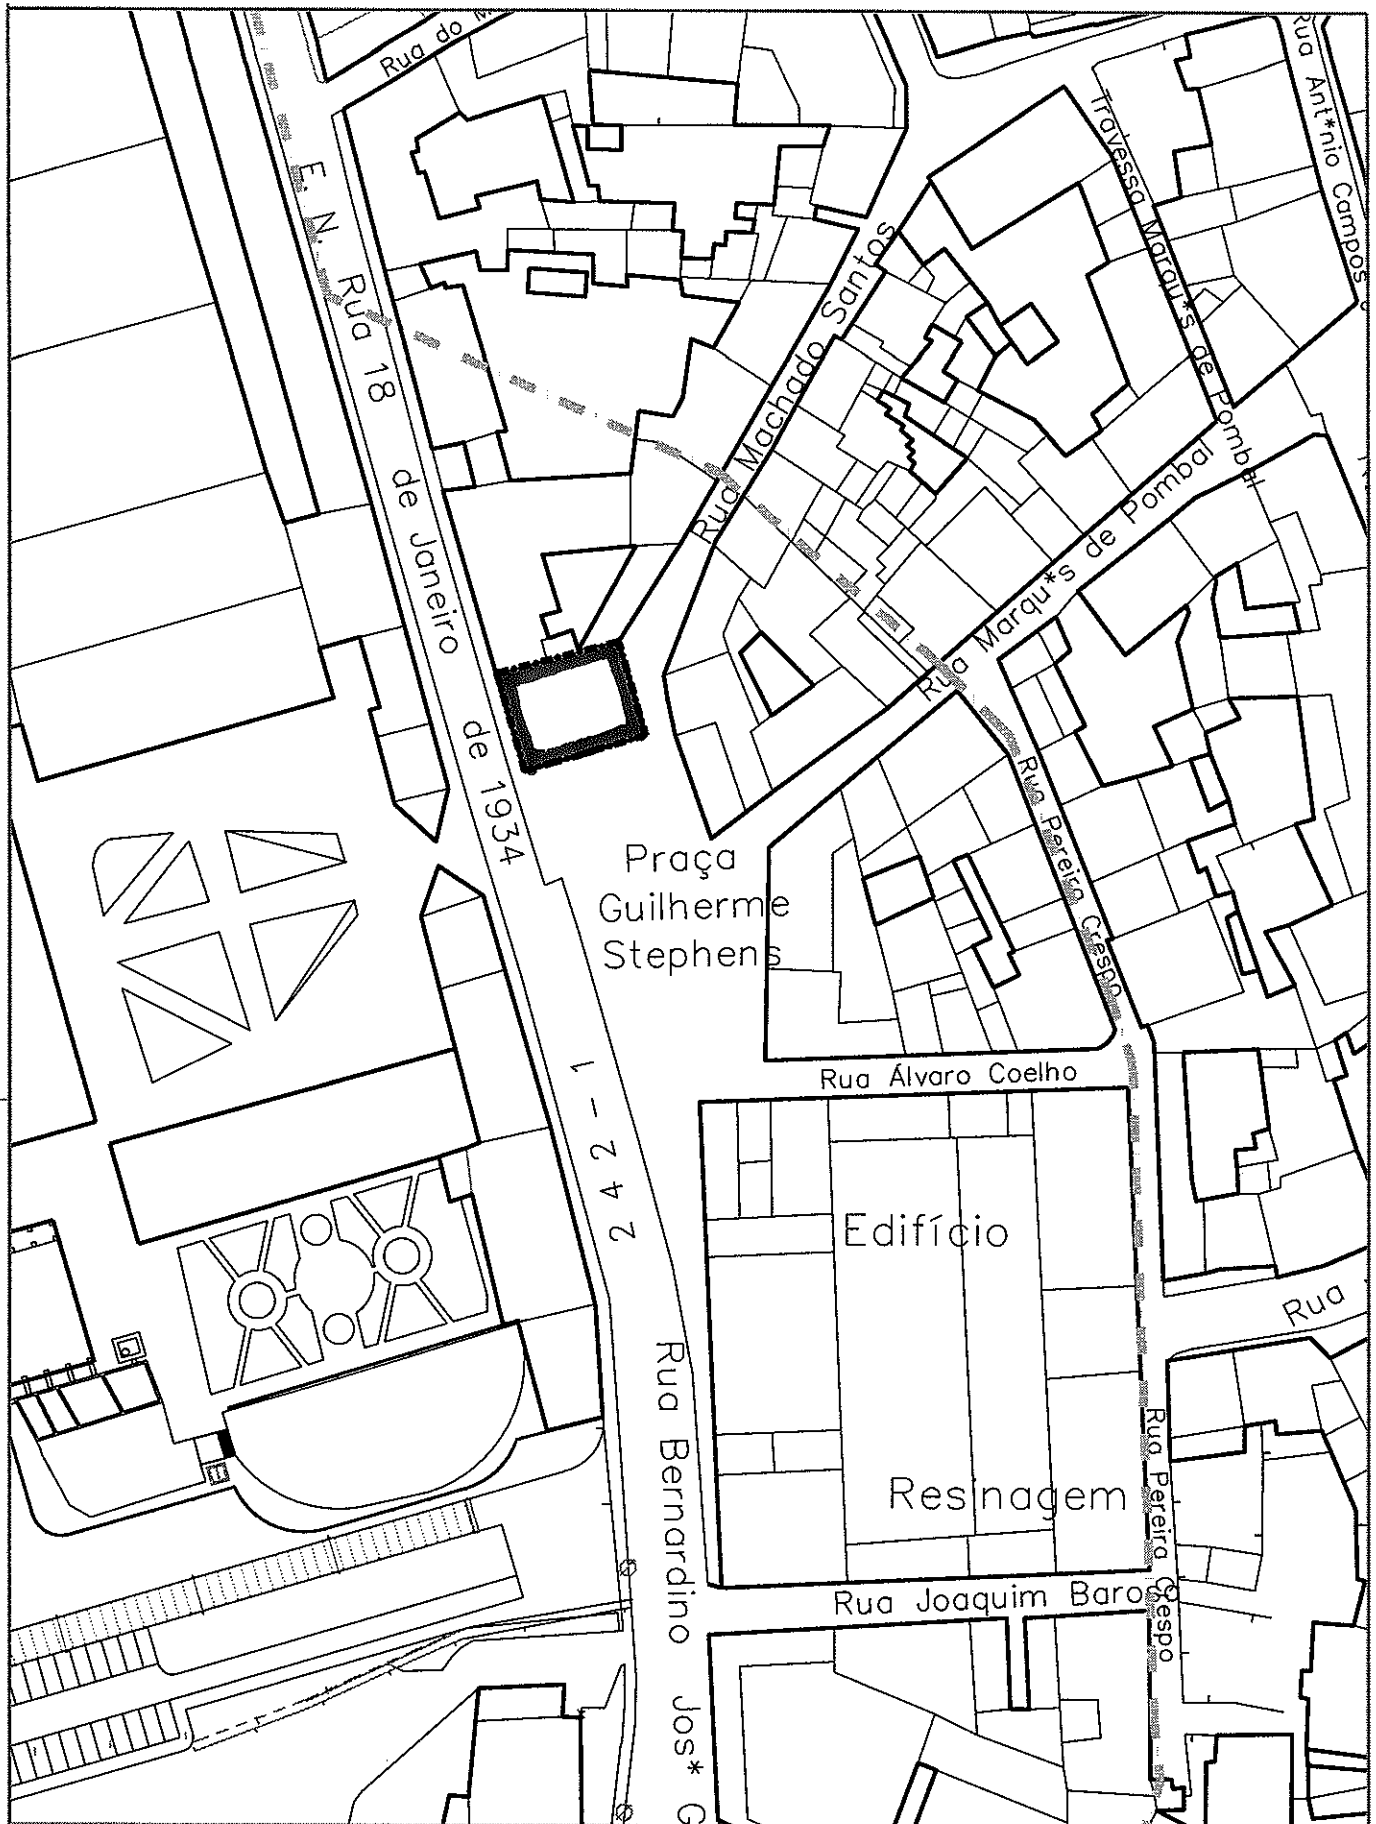 Rua do
Rua Ant*nio Campos
Travessa Marqu*s de Pombal
E. N.
Rua 18 de Janeiro de 1934
Rua Machado Santos
Rua Marqu*s de Pombal
Rua Pereira Crespo
Praça
Guilherme
Stephens
Rua Álvaro Coelho
242-1
Edifício
Rua
Rua Bernardino Jos* G
Resinagem
Rua Pereira Crespo
Rua Joaquim